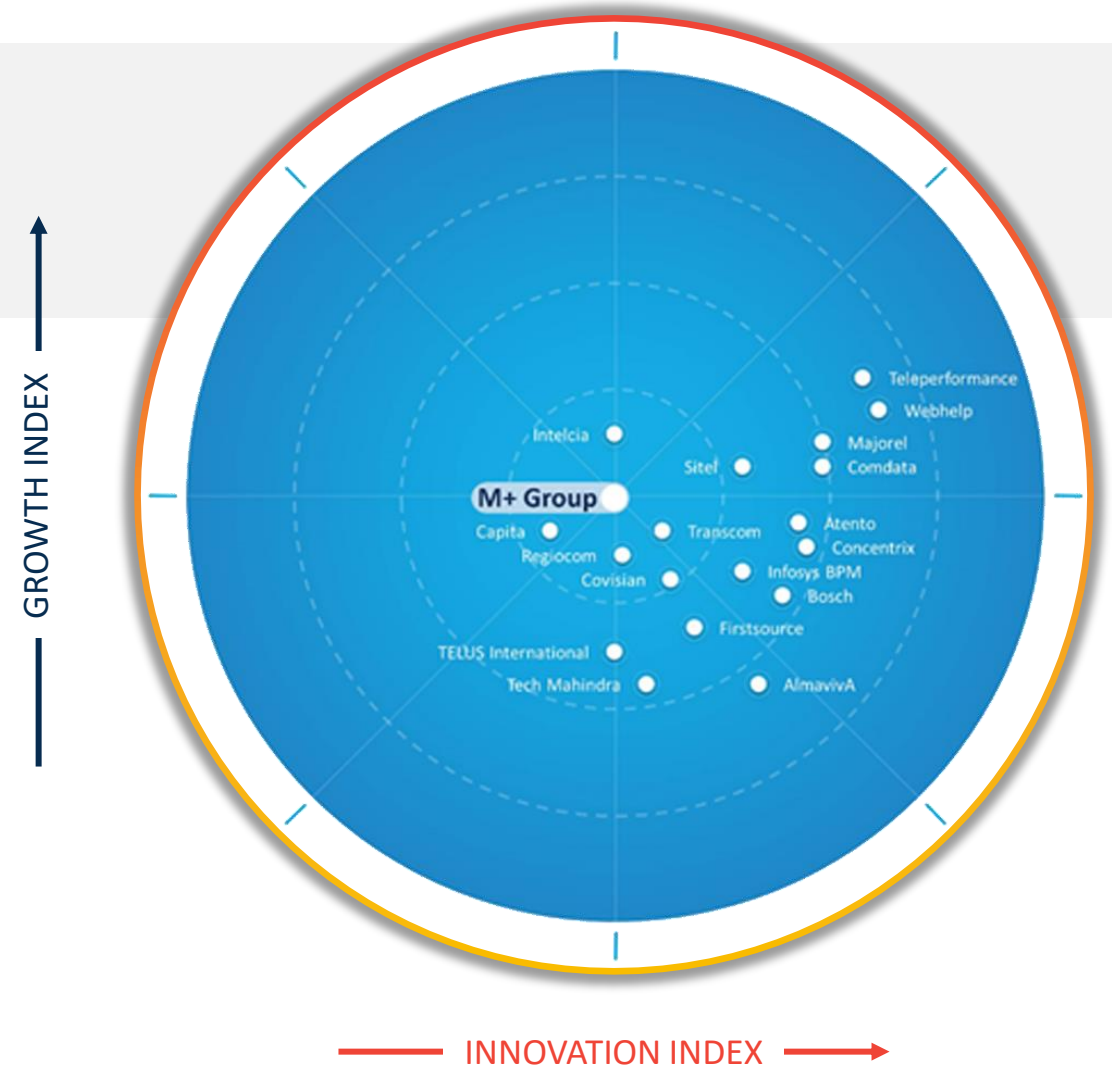 Teleperformance
Webhelp
Intelcia
Majorel
Sitel
Comdata
M+ Group
Atento
Capita
Transcom
Concentrix
Regiocom
Infosys BPM
Covisian
Bosch
Firstsource
TELUS International
Tech Mahindra
AlmavivA
GROWTH INDEX
INNOVATION INDEX